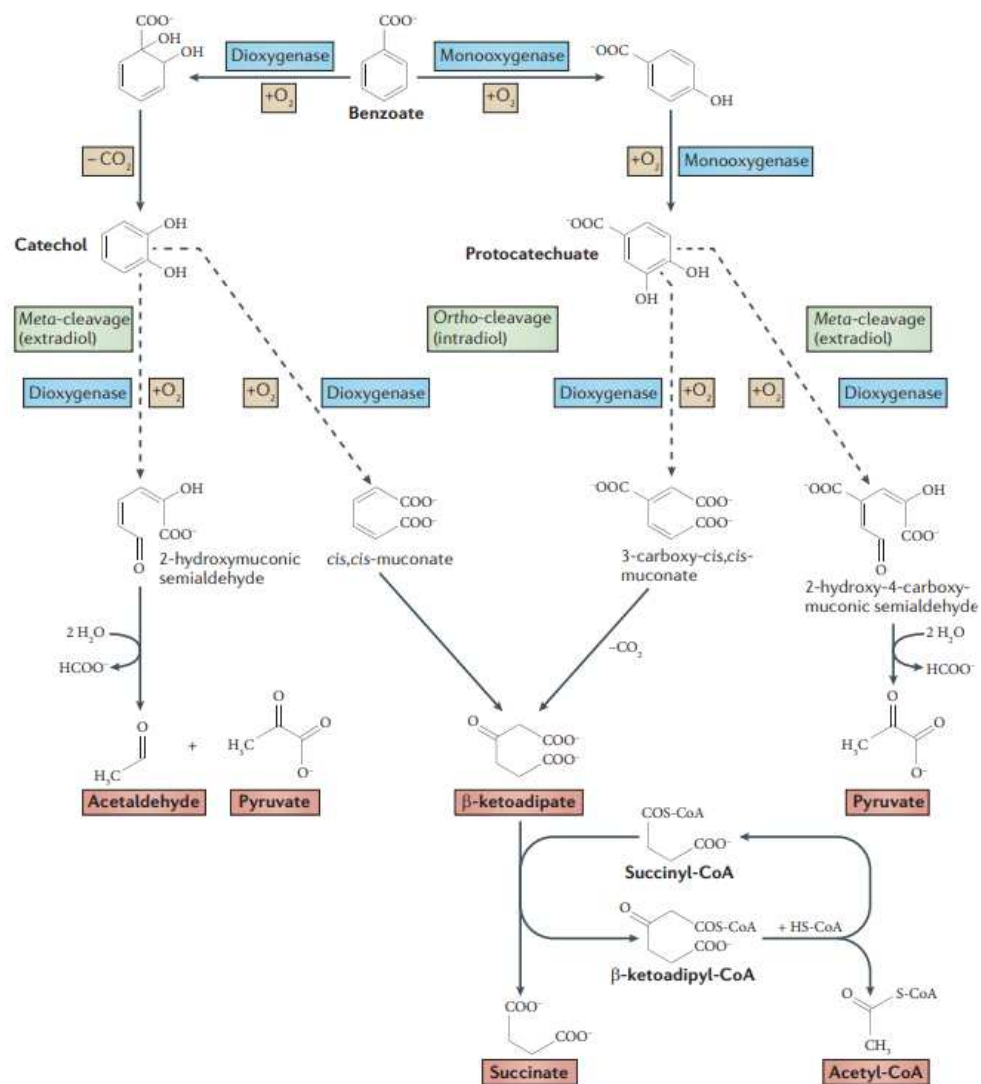 COO⁻
OH
OH
Dioxygenase
+O₂
COO⁻
Benzoate
Monooxygenase
+O₂
⁻OOC
OH
– CO₂
+O₂
Monooxygenase
Catechol
OH
OH
Protocatechuate
⁻OOC
OH
OH
Meta-cleavage
(extradiol)
Ortho-cleavage
(intradiol)
Meta-cleavage
(extradiol)
Dioxygenase
+O₂
+O₂
Dioxygenase
Dioxygenase
+O₂
+O₂
Dioxygenase
OH
COO⁻
O
2-hydroxymuconic
semialdehyde
COO⁻
COO⁻
cis,cis-muconate
⁻OOC
COO⁻
COO⁻
3-carboxy-cis,cis-
muconate
⁻OOC
OH
COO⁻
O
2-hydroxy-4-carboxy-
muconic semialdehyde
2 H₂O
HCOO⁻
–CO₂
2 H₂O
HCOO⁻
O
H₃C
+
O
O
H₃C
O⁻
O
COO⁻
COO⁻
O
O
H₃C
O⁻
Acetaldehyde
Pyruvate
β-ketoadipate
Pyruvate
COS-CoA
COO⁻
Succinyl-CoA
O
COS-CoA
COO⁻
+ HS-CoA
β-ketoadipyl-CoA
COO⁻
COO⁻
Succinate
O
S-CoA
CH₃
Acetyl-CoA